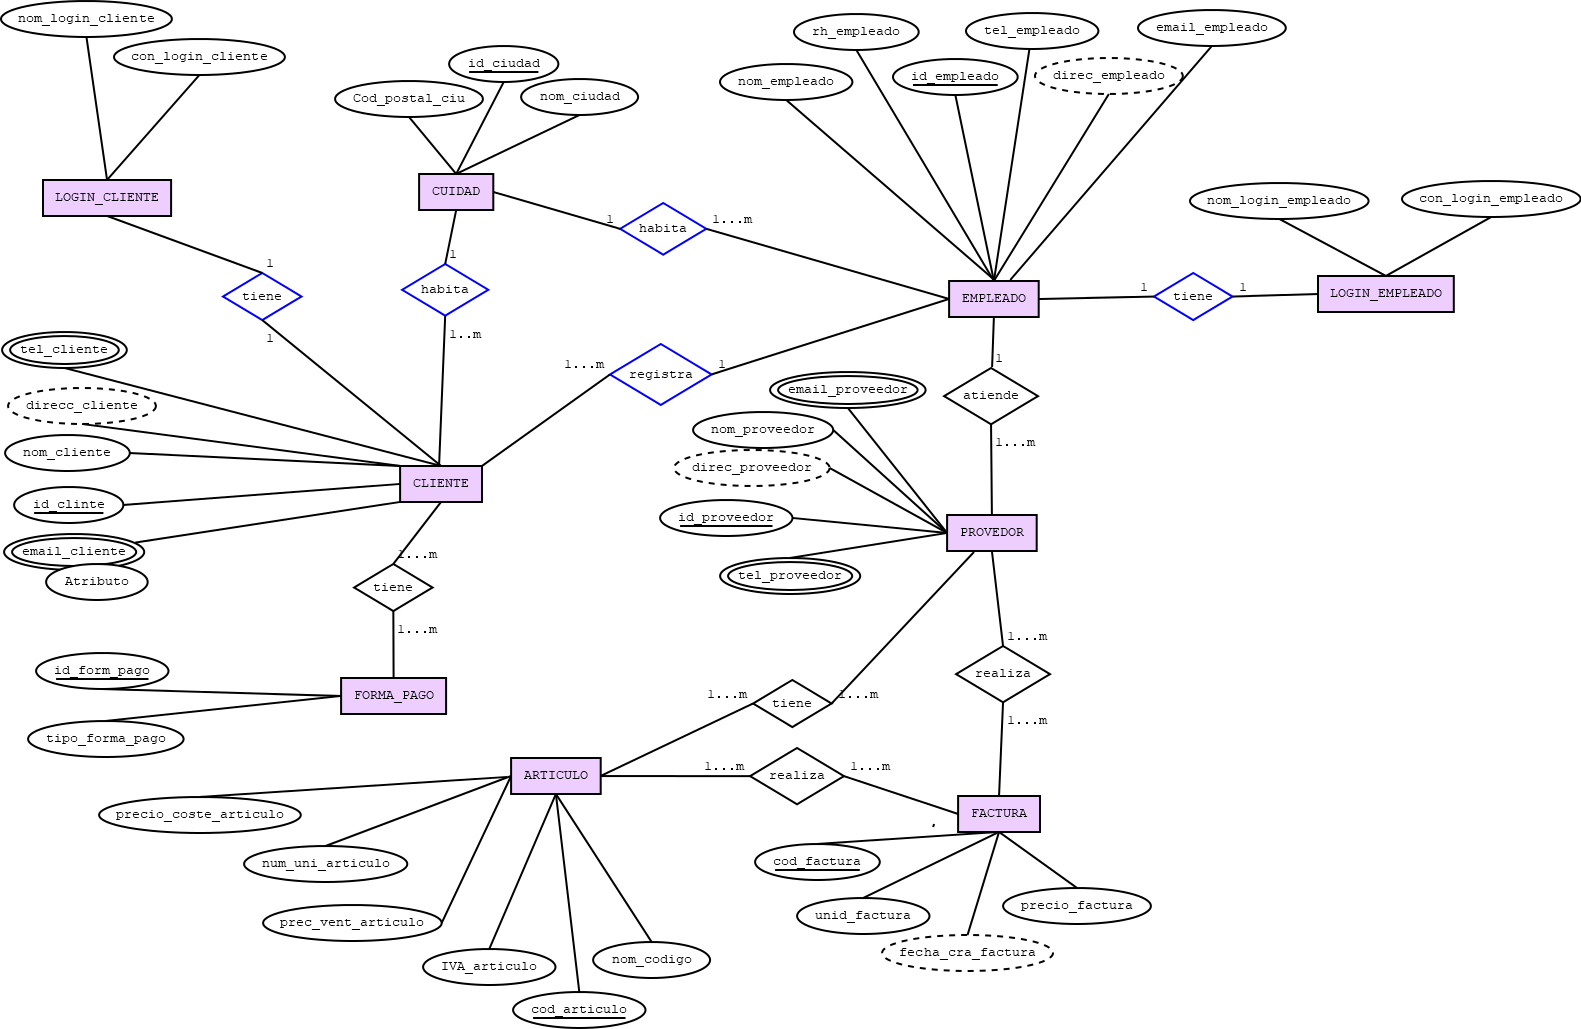 nom_login_cliente
con_login_cliente
id_ciudad
Cod_postal_ciu
nom_ciudad
rh_empleado
tel_empleado
email_empleado
nom_empleado
id_empleado
direc_empleado
LOGIN_CLIENTE
CUIDAD
nom_login_empleado
con_login_empleado
1
habita
1...m
1
tiene
1
habita
EMPLEADO
1
tiene
1
LOGIN_EMPLEADO
1
1..m
tel_cliente
1...m
registra
1
1
direcc_cliente
email_proveedor
atiende
nom_cliente
nom_proveedor
1...m
direc_proveedor
CLIENTE
id_clinte
id_proveedor
PROVEDOR
email_cliente
1...m
Atributo
tiene
tel_proveedor
1...m
1...m
id_form_pago
realiza
FORMA_PAGO
1...m
tiene
1...m
1...m
tipo_forma_pago
ARTICULO
1...m
realiza
1...m
precio_coste_articulo
FACTURA
,
num_uni_articulo
cod_factura
prec_vent_articulo
unid_factura
precio_factura
IVA_articulo
nom_codigo
fecha_cra_factura
cod_articulo